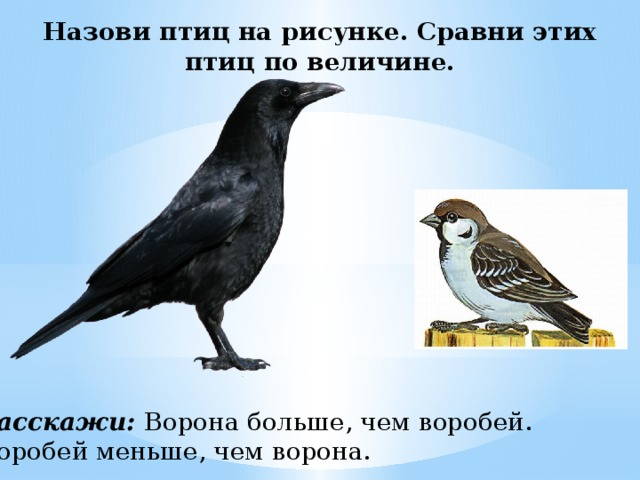 Назови птиц на рисунке. Сравни этих
птиц по величине.
асскажи: Ворона больше, чем воробей.
оробей меньше, чем ворона.